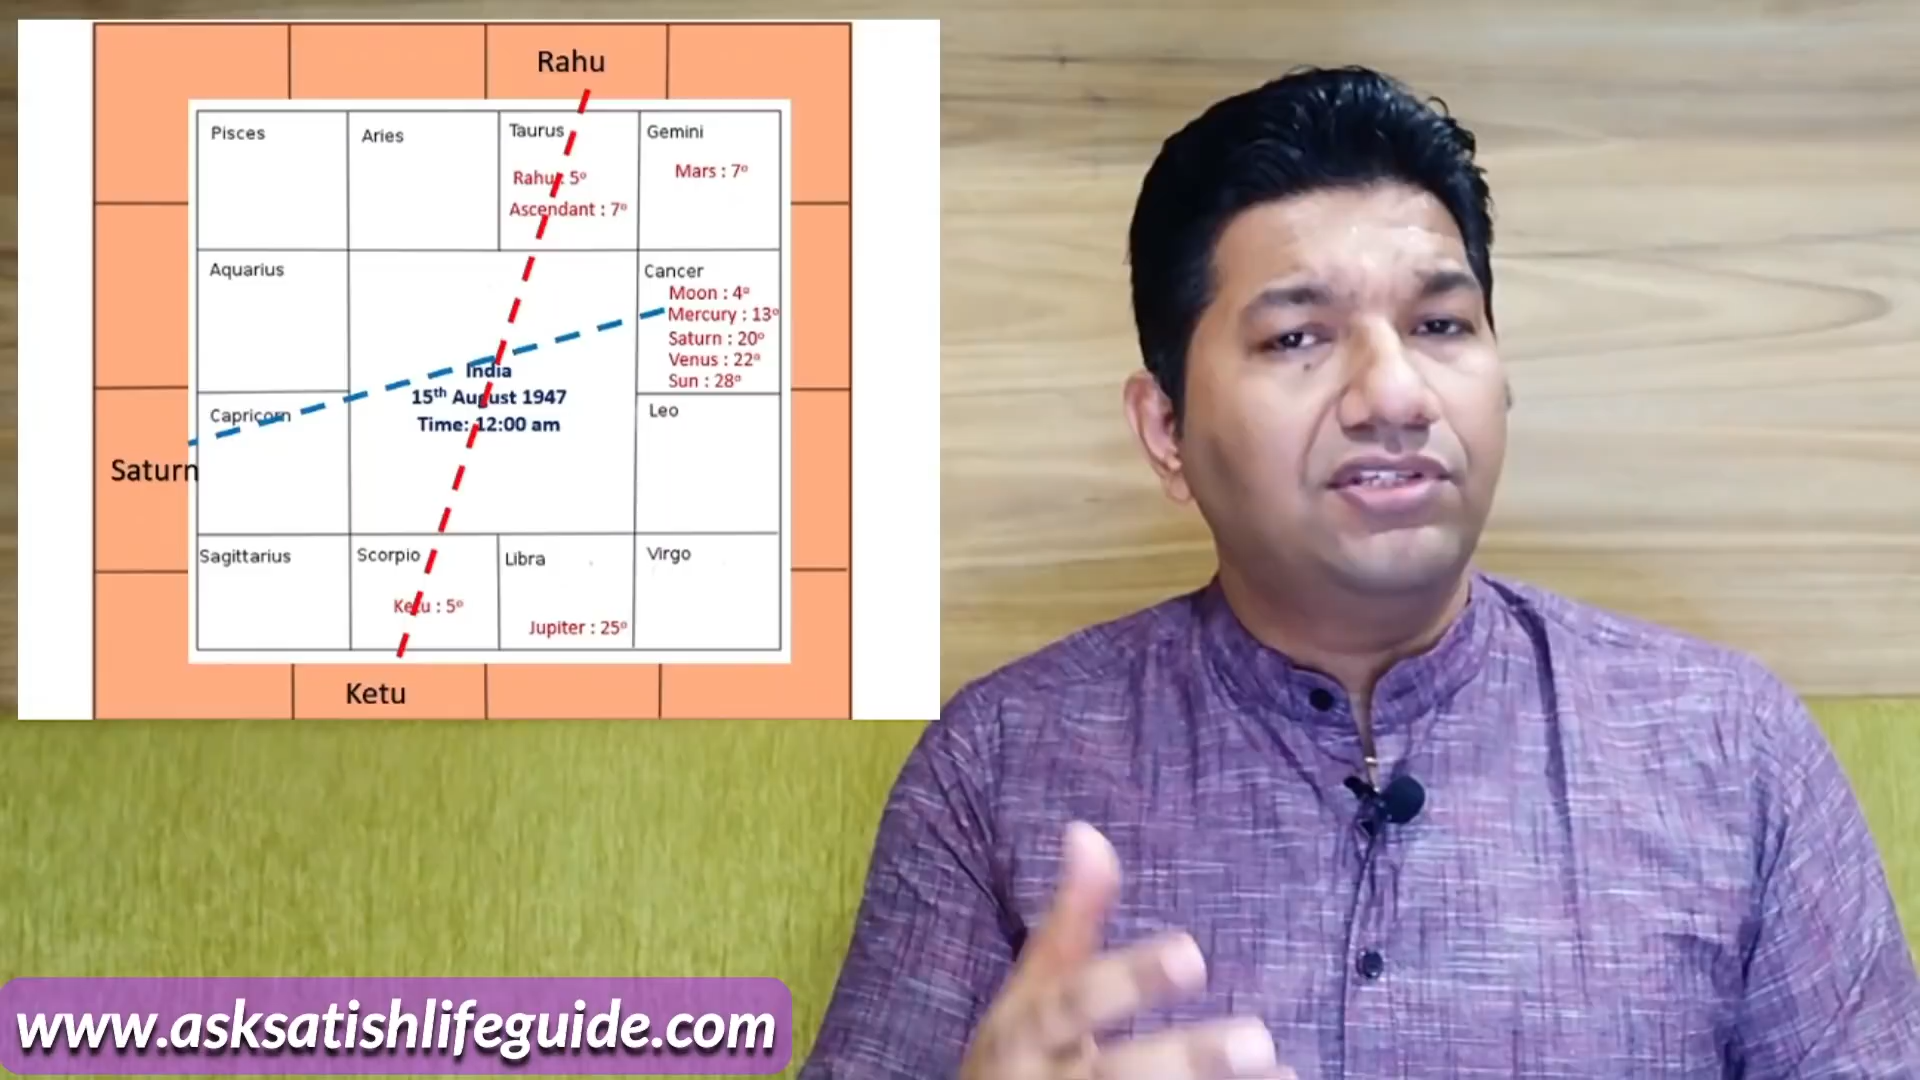 Rahu
Pisces
Aries
Taurus
Rahu : 5°
Ascendant : 7°
Gemini
Mars : 7°
Aquarius
Cancer
Moon : 4°
Mercury : 13°
Saturn : 20°
Venus : 22°
Sun : 28°
India
15th August 1947
Time: 12:00 am
Capricorn
Leo
Saturn
Sagittarius
Scorpio
Ketu : 5°
Libra
Jupiter : 25°
Virgo
Ketu
www.asksatishlifeguide.com